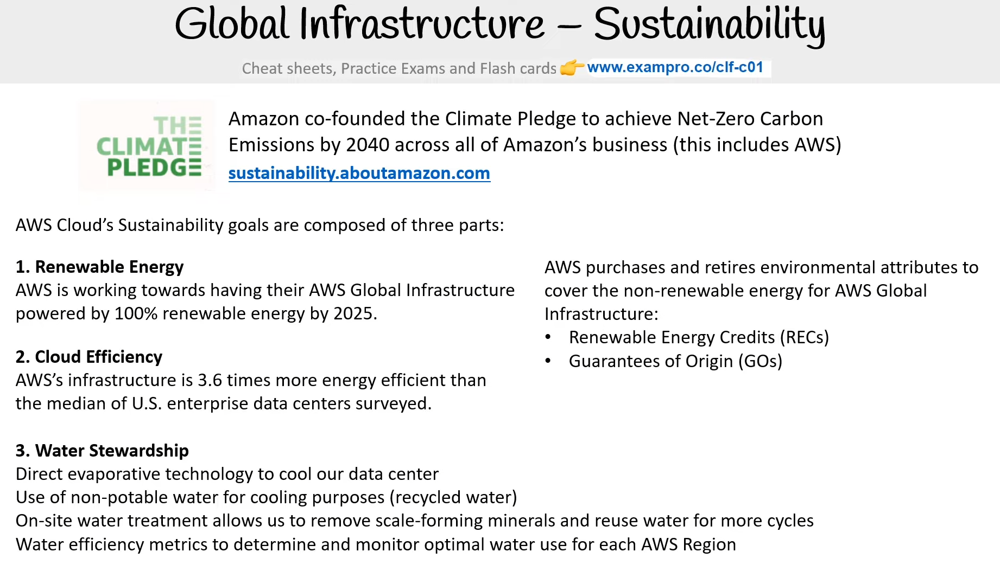 Global Infrastructure – Sustainability
Cheat sheets, Practice Exams and Flash cards 👉 www.exampro.co/clf-c01
THE
CLIMATE
PLEDGE
Amazon co-founded the Climate Pledge to achieve Net-Zero Carbon
Emissions by 2040 across all of Amazon’s business (this includes AWS)
sustainability.aboutamazon.com
AWS Cloud’s Sustainability goals are composed of three parts:
1. Renewable Energy
AWS is working towards having their AWS Global Infrastructure
powered by 100% renewable energy by 2025.
2. Cloud Efficiency
AWS’s infrastructure is 3.6 times more energy efficient than
the median of U.S. enterprise data centers surveyed.
3. Water Stewardship
Direct evaporative technology to cool our data center
Use of non-potable water for cooling purposes (recycled water)
On-site water treatment allows us to remove scale-forming minerals and reuse water for more cycles
Water efficiency metrics to determine and monitor optimal water use for each AWS Region
AWS purchases and retires environmental attributes to
cover the non-renewable energy for AWS Global
Infrastructure:
• Renewable Energy Credits (RECs)
• Guarantees of Origin (GOs)